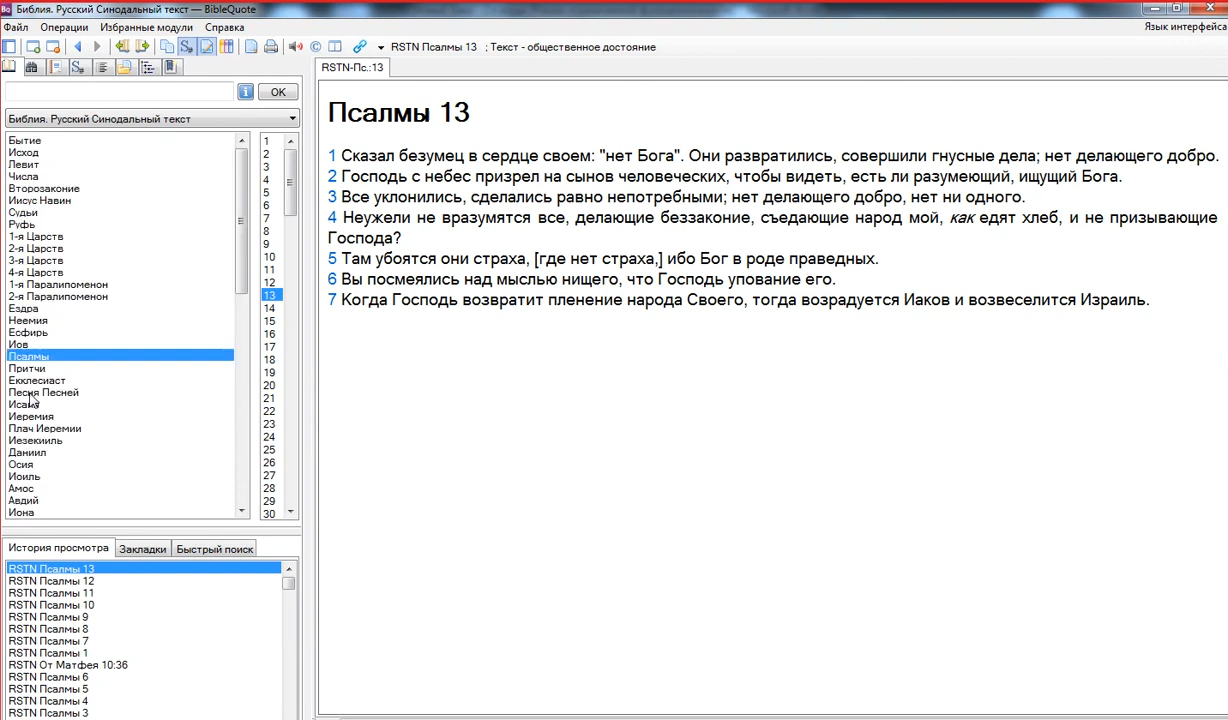 Библия. Русский Синодальный текст — BibleQuote
Файл Операции Избранные модули Справка
Язык интерфейса
RSTN Псалмы 13 ; Текст - общественное достояние
RSTN-Пс.:13
OK
Библия. Русский Синодальный текст
Бытие
Исход
Левит
Числа
Второзаконие
Иисус Навин
Судьи
Руфь
1-я Царств
2-я Царств
3-я Царств
4-я Царств
1-я Паралипоменон
2-я Паралипоменон
Ездра
Неемия
Есфирь
Иов
Псалмы
Притчи
Екклесиаст
Песня Песней
Исаия
Иеремия
Плач Иеремии
Иезекииль
Даниил
Осия
Иоиль
Амос
Авдий
Иона
1
2
3
4
5
6
7
8
9
10
11
12
13
14
15
16
17
18
19
20
21
22
23
24
25
26
27
28
29
30
Псалмы 13
1 Сказал безумец в сердце своем: "нет Бога". Они развратились, совершили гнусные дела; нет делающего добро.
2 Господь с небес призрел на сынов человеческих, чтобы видеть, есть ли разумеющий, ищущий Бога.
3 Все уклонились, сделались равно непотребными; нет делающего добро, нет ни одного.
4 Неужели не вразумятся все, делающие беззаконие, съедающие народ мой, как едят хлеб, и не призывающие
Господа?
5 Там убоятся они страха, [где нет страха,] ибо Бог в роде праведных.
6 Вы посмеялись над мыслью нищего, что Господь упование его.
7 Когда Господь возвратит пленение народа Своего, тогда возрадуется Иаков и возвеселится Израиль.
История просмотра Закладки Быстрый поиск
RSTN Псалмы 13
RSTN Псалмы 12
RSTN Псалмы 11
RSTN Псалмы 10
RSTN Псалмы 9
RSTN Псалмы 8
RSTN Псалмы 7
RSTN Псалмы 1
RSTN От Матфея 10:36
RSTN Псалмы 6
RSTN Псалмы 5
RSTN Псалмы 4
RSTN Псалмы 3